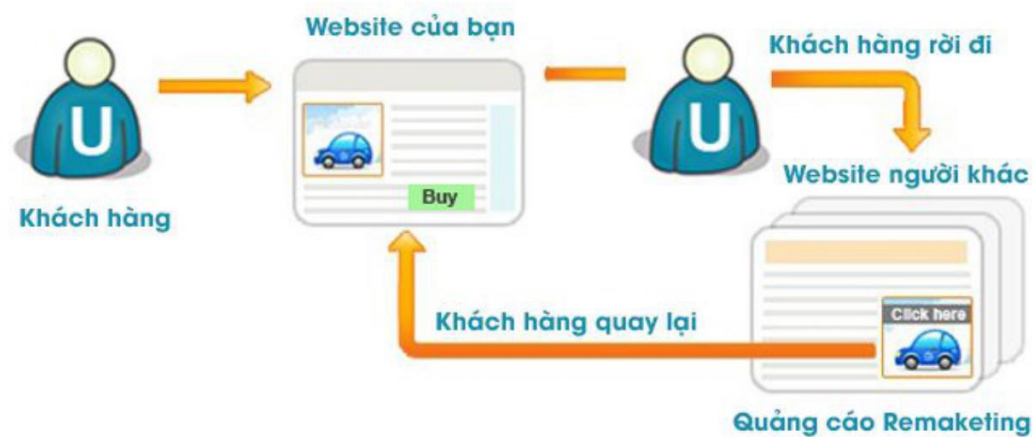 Website của bạn
Khách hàng rời đi
U
U
Website người khác
Buy
Khách hàng
Click here
Khách hàng quay lại
Quảng cáo Remaketing